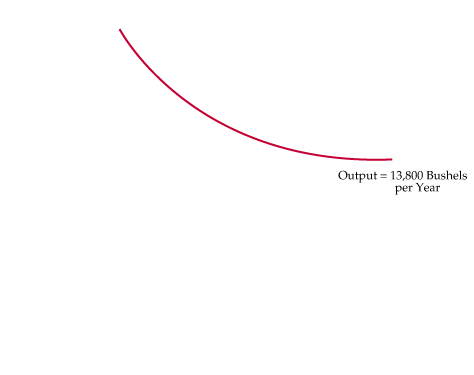 Output = 13,800 Bushels
per Year